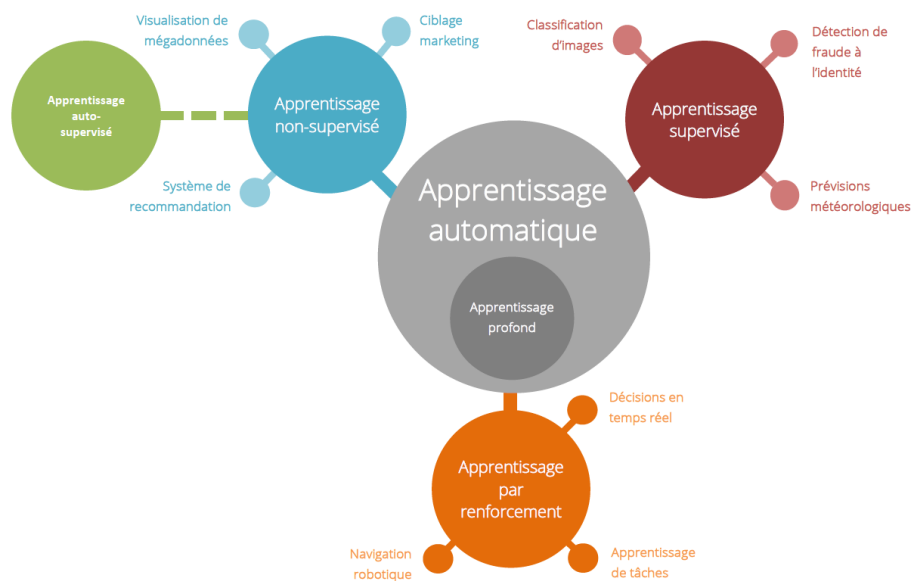 Visualisation de
mégadonnées
Ciblage
marketing
Apprentissage
auto-
supervisé
Apprentissage
non-supervisé
Système de
recommandation
Classification
d'images
Détection de
fraude à
l'identité
Apprentissage
supervisé
Prévisions
météorologiques
Apprentissage
automatique
Apprentissage
profond
Décisions en
temps réel
Apprentissage
par
renforcement
Navigation
robotique
Apprentissage
de tâches